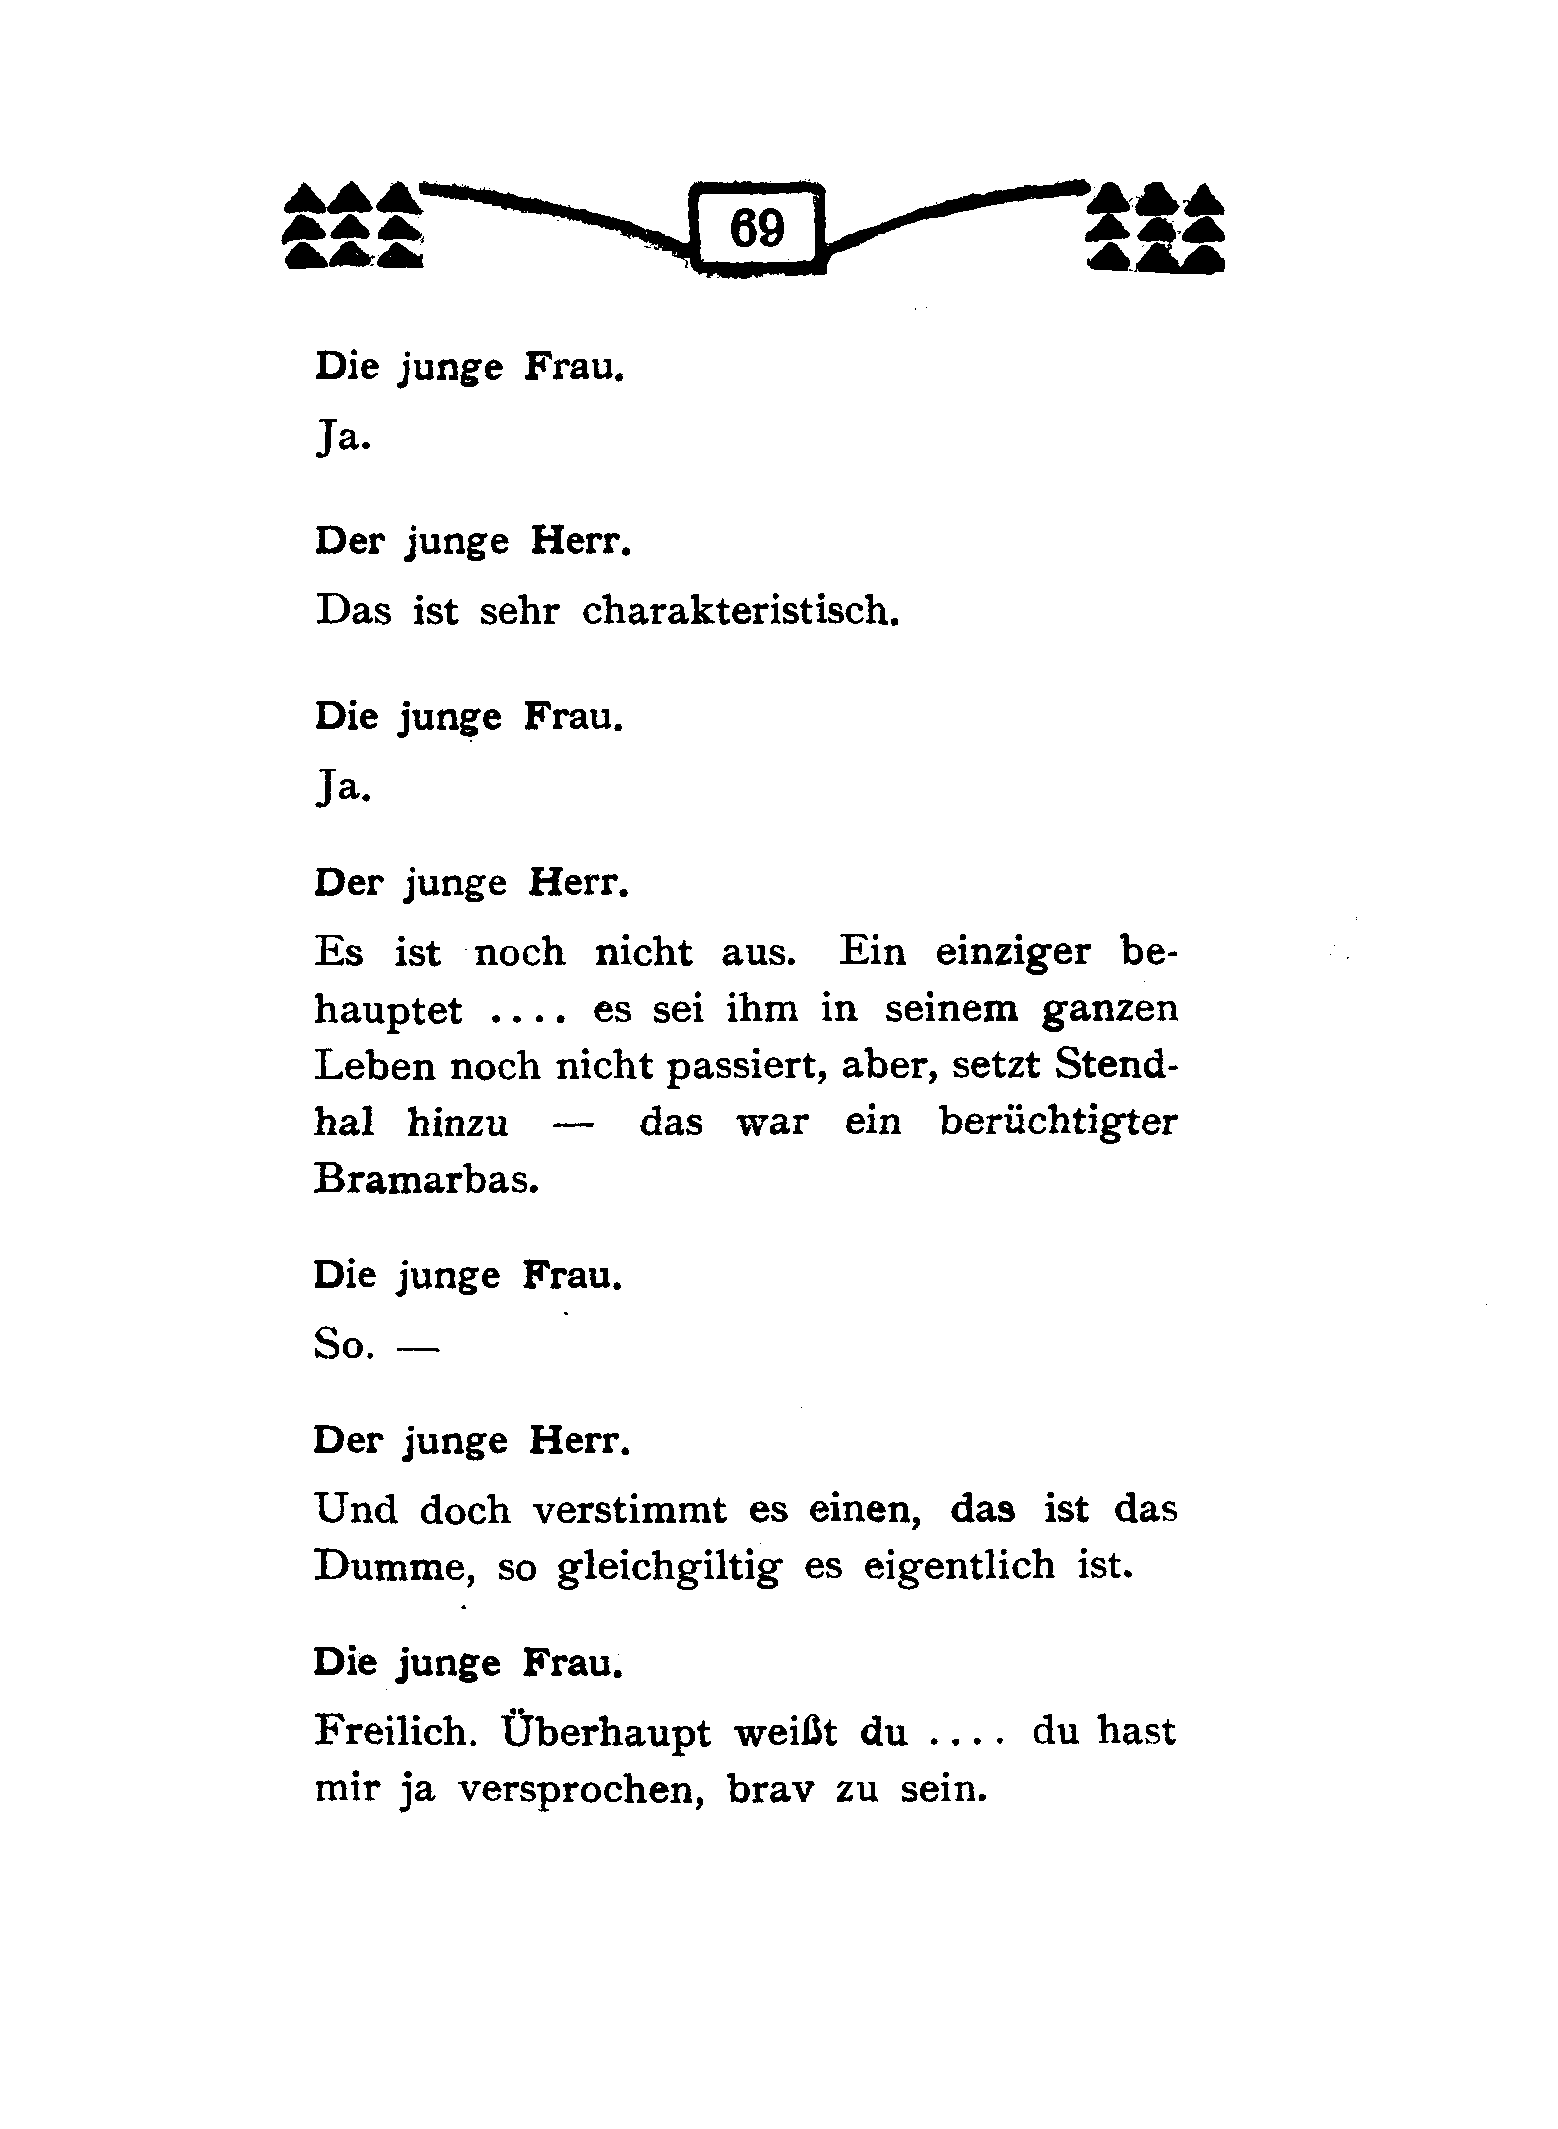 69
Die junge Frau.
Ja.
Der junge Herr.
Das ist sehr charakteristisch.
Die junge Frau.
Ja.
Der junge Herr.
Es ist noch nicht aus. Ein einziger be-
hauptet .... es sei ihm in seinem ganzen
Leben noch nicht passiert, aber, setzt Stend-
hal hinzu — das war ein berüchtigter
Bramarbas.
Die junge Frau.
So. —
Der junge Herr.
Und doch verstimmt es einen, das ist das
Dumme, so gleichgiltig es eigentlich ist.
Die junge Frau.
Freilich. Überhaupt weißt du .... du hast
mir ja versprochen, brav zu sein.